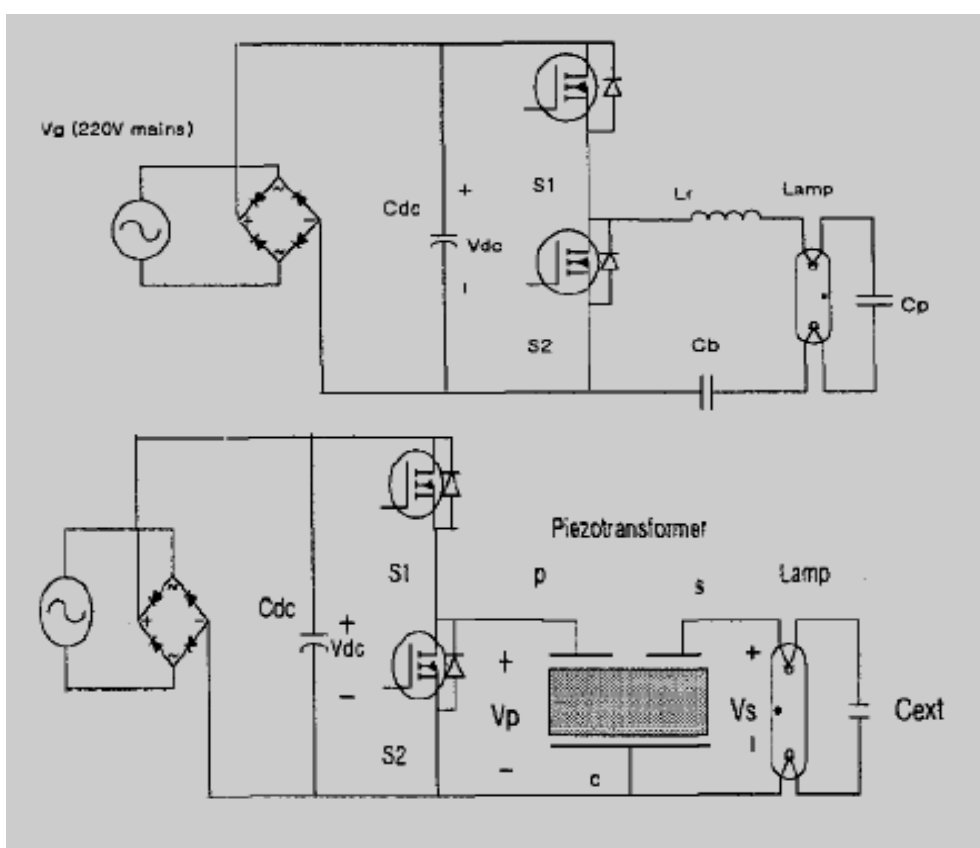 Vg (220V mains)
S1
Cdc
+
Vdc
-
Lr
Lamp
Cp
S2
Cb
Piezotransformer
S1
p
s
Lamp
Cdc
+
Vdc
-
+
Vp
-
+
Vs
-
Cext
S2
c